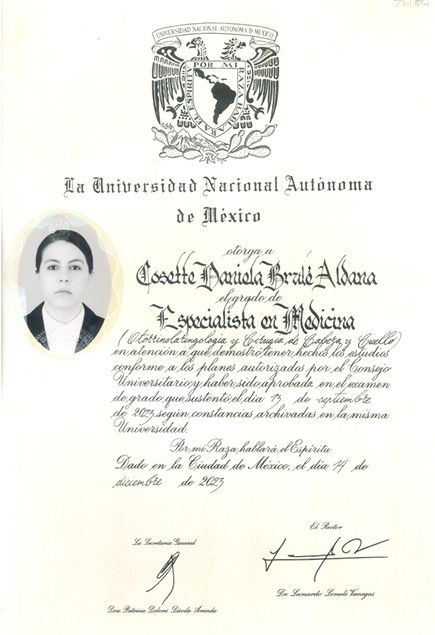 UNIVERSIDAD NACIONAL AUTÓNOMA D MEXICO
POR MI RAZA HABLARÁ EL ESPÍRITU
La Universidad Nacional Autónoma
de México
otorga a
Cosette Daniela Brulé Aldana
el grado de
Especialista en Medicina
(Otorrinolaringología y Cirugía de Cabeza y Cuello)
en atención a que demostró tener hechos los estudios
conforme a los planes autorizados por el Consejo
Universitario y haber sido aprobada en el examen
de grado que sustentó el día 13 de septiembre
de 2023 según constancias archivadas en la misma
Universidad.
Por mi Raza hablará el Espíritu
Dado en la Ciudad de México, el día 14 de
diciembre de 2023
El Rector
La Secretaria General
Dr. Leonardo Lomelí Vanegas
Dra. Patricia Dolores Dávila Aranda